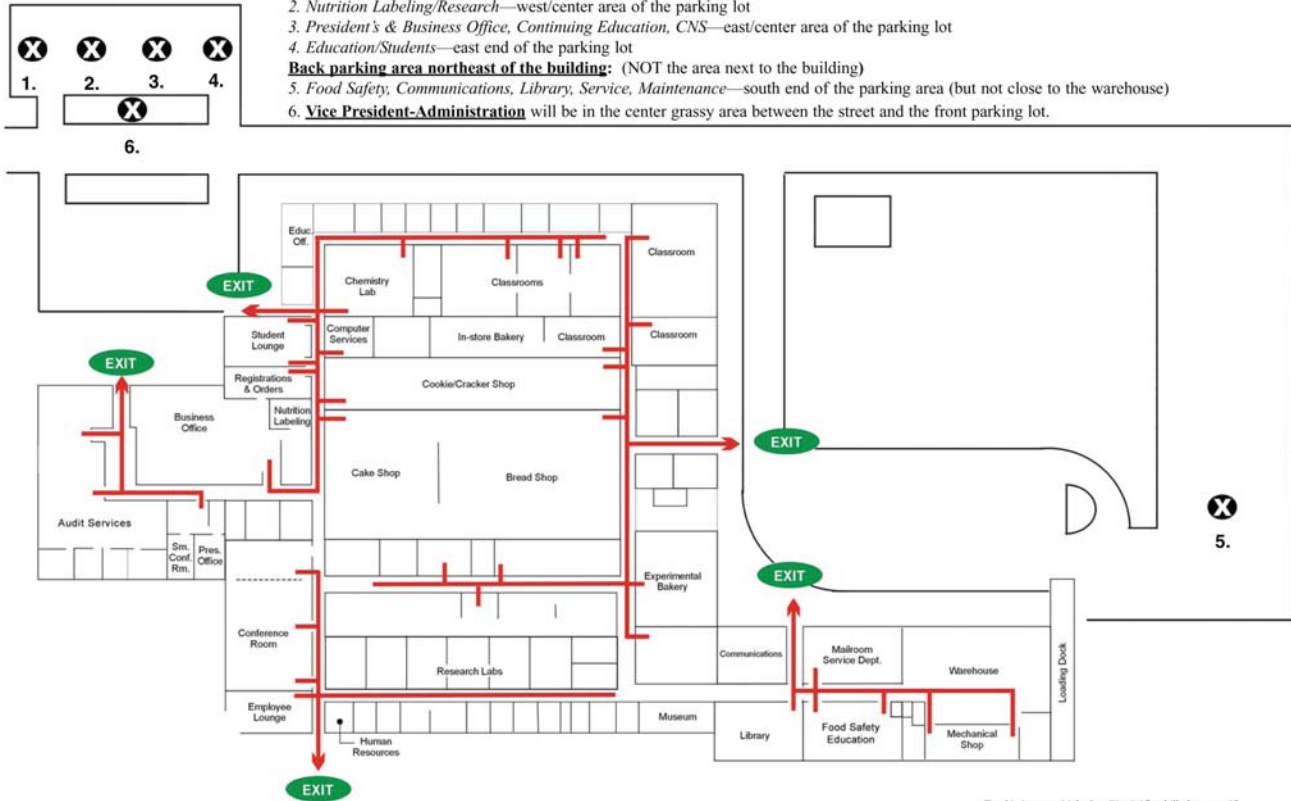 2. Nutrition Labeling/Research—west/center area of the parking lot
3. President's & Business Office, Continuing Education, CNS—east/center area of the parking lot
4. Education/Students—east end of the parking lot
Back parking area northeast of the building: (NOT the area next to the building)
5. Food Safety, Communications, Library, Service, Maintenance—south end of the parking area (but not close to the warehouse)
6. Vice President-Administration will be in the center grassy area between the street and the front parking lot.
X X X X
1. 2. 3. 4.
X
6.
Educ.
Off.
Classroom
EXIT
Chemistry
Lab
Classrooms
Student
Lounge
Computer
Services
In-store Bakery
Classroom
Classroom
EXIT
Registrations
& Orders
Cookie/Cracker Shop
Business
Office
Nutrition
Labeling
EXIT
Cake Shop
Bread Shop
X
5.
Audit Services
Sm.
Conf.
Rm.
Pres.
Office
EXIT
Experimental
Bakery
Conference
Room
Research Labs
Communications
Mailroom
Service Dept.
Warehouse
Loading Dock
Employee
Lounge
Human
Resources
Museum
Library
Food Safety
Education
Mechanical
Shop
EXIT